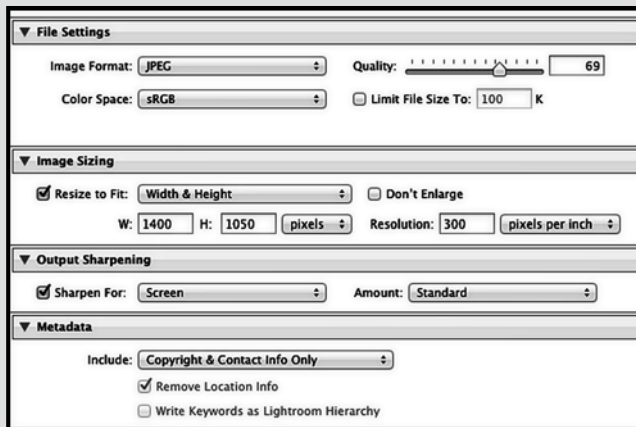 File Settings
Image Format: JPEG Quality: 69
Color Space: sRGB Limit File Size To: 100 K
Image Sizing
Resize to Fit: Width & Height Don't Enlarge
W: 1400 H: 1050 pixels Resolution: 300 pixels per inch
Output Sharpening
Sharpen For: Screen Amount: Standard
Metadata
Include: Copyright & Contact Info Only
Remove Location Info
Write Keywords as Lightroom Hierarchy